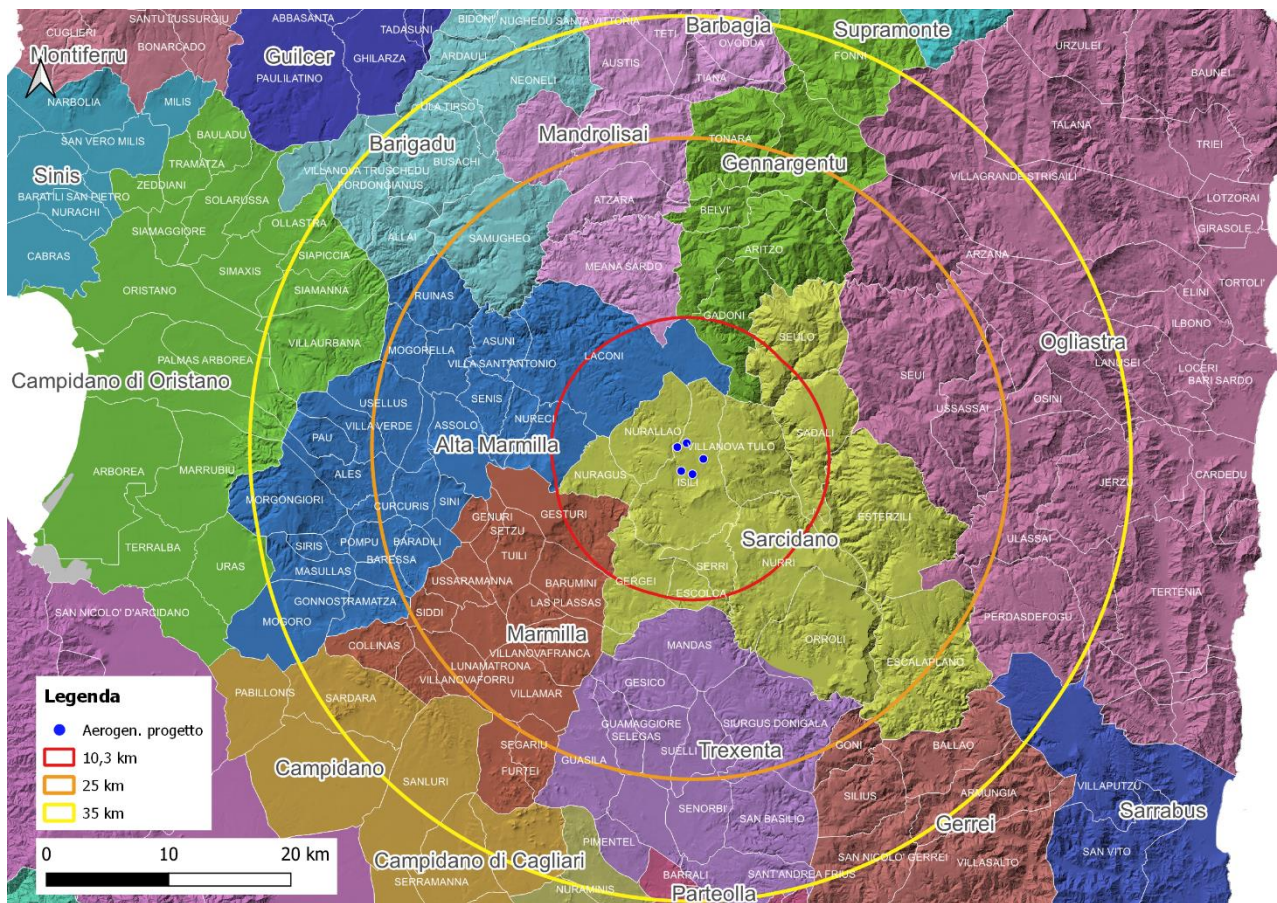 SANTU LUSSURGIU
ABBASANTA
TADASUNI
BIDONI'
NUGHEDU SANTA VITTORIA
TETI
Barbagia
OVODDA
Supramonte
CUGLIERI
BONARCADO
Montiferru
Guilcer
GHILARZA
PAULILATINO
ARDAULI
NEONELI
AUSTIS
TIANA
FONNI
URZULEI
BAUNEI
NARBOLIA
MILIS
BAULADU
SAN VERO MILIS
TRAMATZA
Barigadu
BUSACHI
Mandrolisai
TONARA
Gennargentu
TALANA
TRIEI
Sinis
ZEDDIANI
VILLANOVA TRUSCHEDU
FORDONGIANUS
VILLAGRANDE STRISAILI
BARATILI SAN PIETRO
SOLARUSSA
LOTZORAI
NURACHI
SIAMAGGIORE
OLLASTRA
ATZARA
BELVI'
GIRASOLE
CABRAS
SIMAXIS
SIAPICCIA
ALLAI
SAMUGHEO
ARITZO
ARZANA
ORISTANO
SIAMANNA
RUINAS
MEANA SARDO
ELINI
TORTOLI'
GADONI
ILBONO
VILLAURBANA
MOGORELLA
ASUNI
LACONI
SEULO
Ogliastra
PALMAS ARBOREA
VILLA SANT'ANTONIO
SEUI
LANUSEI
LOCERI
Campidano di Oristano
BARI SARDO
USELLUS
SENIS
USSASSAI
OSINI
VILLA VERDE
NURECI
PAU
ASSOLO
NURALLAO
VILLANOVA TULO
SADALI
Alta Marmilla
ARBOREA
MARRUBIU
ALES
NURAGUS
ISILI
JERZU
CARDEDU
MORGONGIORI
CURCURIS
SINI
GENURI
GESTURI
ESTERZILI
SETZU
Sarcidano
TERRALBA
SIRIS
POMPU
BARADILI
TUILI
ULASSAI
URAS
MASULLAS
BARESSA
SERRI
NURRI
USSARAMANNA
BARUMINI
GERGEI
ESCOLCA
TERTENIA
GONNOSTRAMATZA
LAS PLASSAS
SAN NICOLO' D'ARCIDANO
SIDDI
PERDASDEFOGU
MOGORO
Marmilla
ORROLI
COLLINAS
MANDAS
VILLANOVAFRANCA
LUNAMATRONA
ESCALAPLANO
VILLANOVAFORRU
GESICO
PABILLONIS
SARDARA
VILLAMAR
GUAMAGGIORE
SIURGUS DONIGALA
SELEGAS
SEGARIU
SUELLI
Trexenta
GONI
BALLAO
Campidano
GUASILA
SANLURI
FURTEI
VILLAPUTZU
SILIUS
ARMUNGIA
SENORBI'
Sarrabus
SAN BASILIO
Gerrei
PIMENTEL
SAN VITO
Campidano di Cagliari
SAN NICOLO' GERREI
VILLASALTO
BARRALI
SANT'ANDREA FRIUS
SERRAMANNA
NURAMINIS
Parteolla
Legenda
Aerogen. progetto
10,3 km
25 km
35 km
0 10 20 km